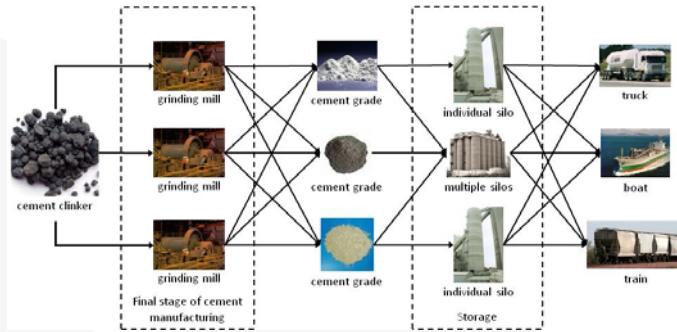 grinding mill
cement grade
individual silo
truck
cement clinker
grinding mill
cement grade
multiple silos
boat
grinding mill
cement grade
individual silo
train
Final stage of cement
manufacturing
Storage